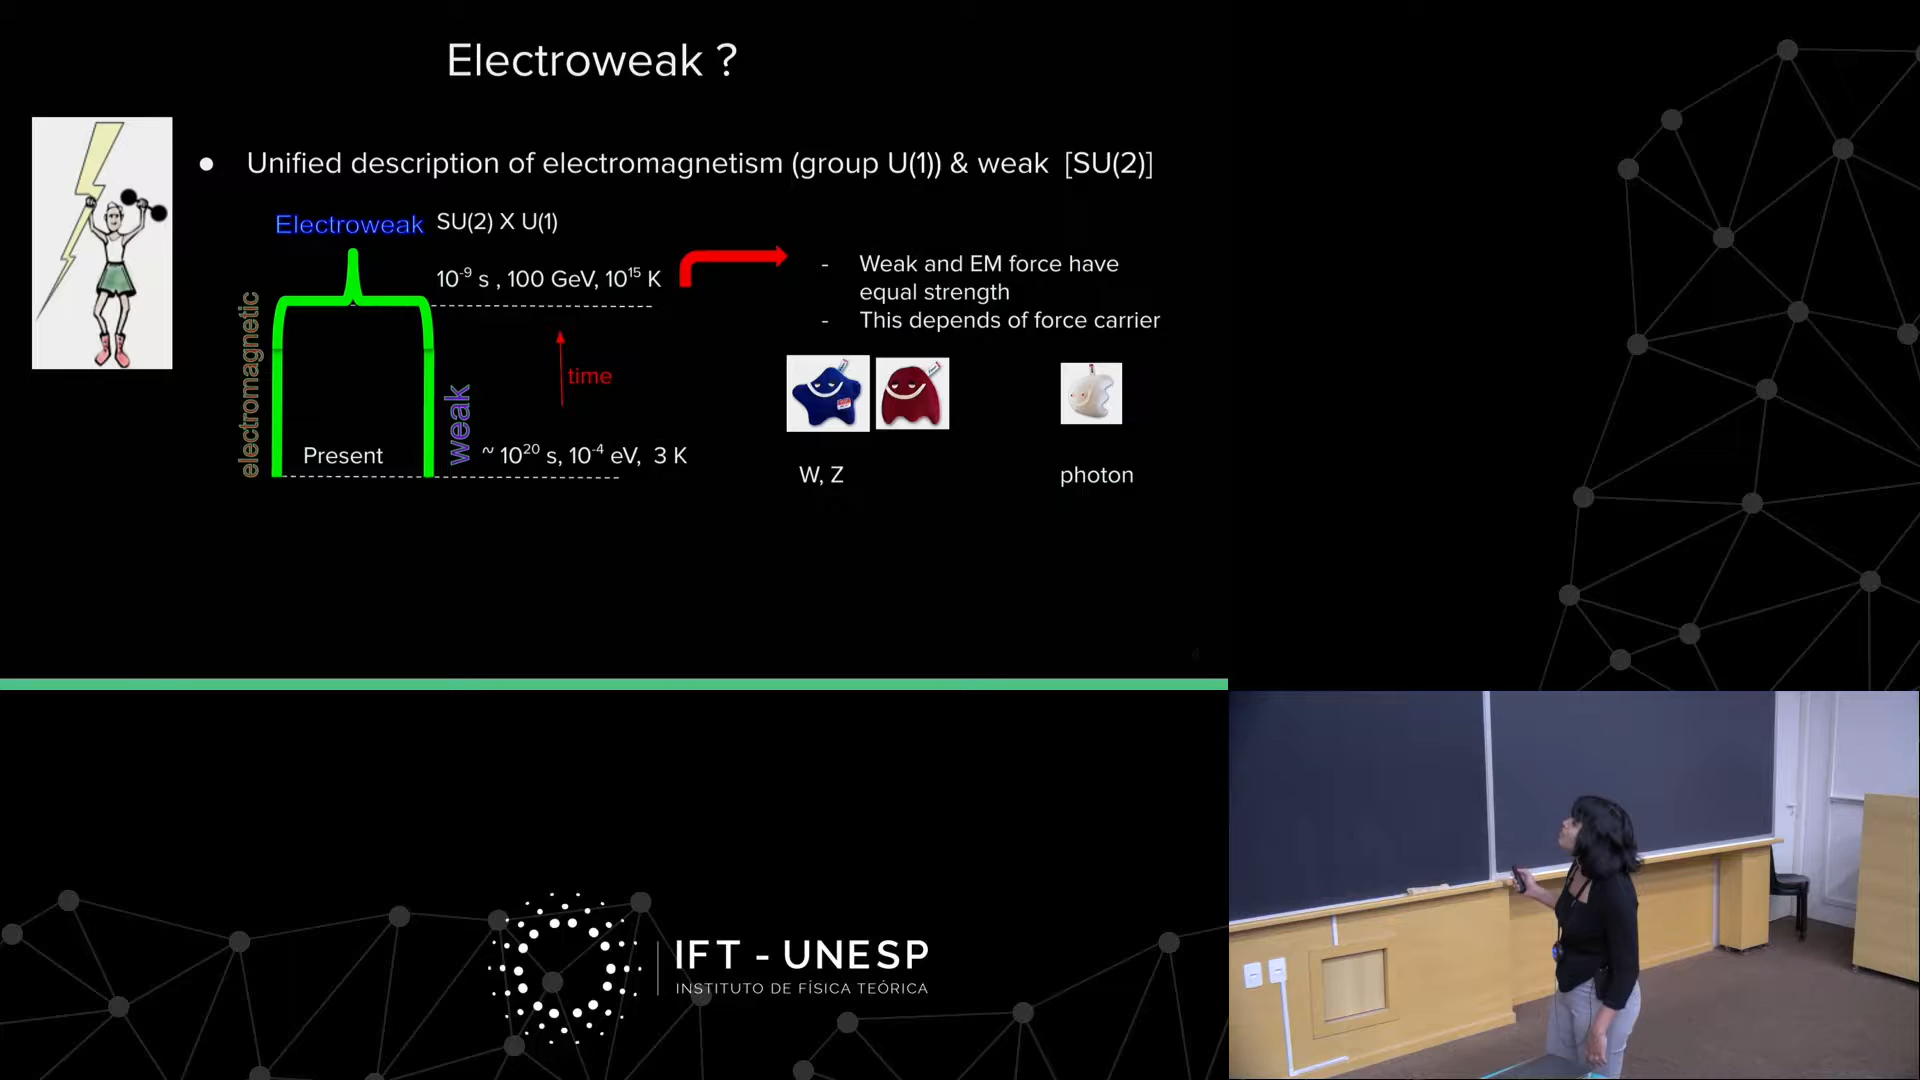 Electroweak ?
● Unified description of electromagnetism (group U(1)) & weak [SU(2)]
Electroweak SU(2) X U(1)
10⁻⁹ s , 100 GeV, 10¹⁵ K
- Weak and EM force have
equal strength
- This depends of force carrier
electromagnetic
time
weak
Present
~ 10²⁰ s, 10⁻⁴ eV, 3 K
W, Z
photon
IFT - UNESP
INSTITUTO DE FÍSICA TEÓRICA